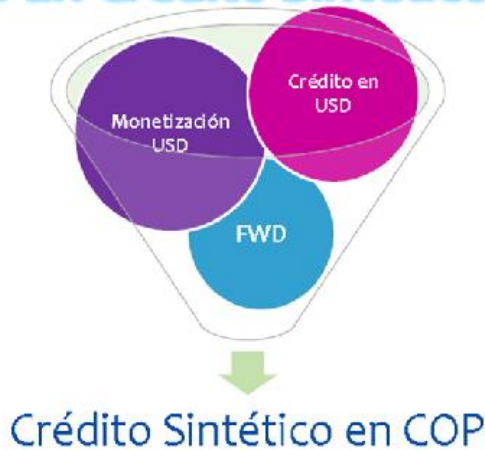 Crédito en
USD
Monetización
USD
FWD
Crédito Sintético en COP